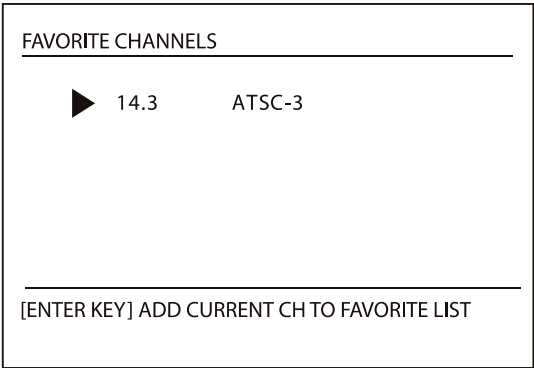 FAVORITE CHANNELS
14.3 ATSC-3
[ENTER KEY] ADD CURRENT CH TO FAVORITE LIST